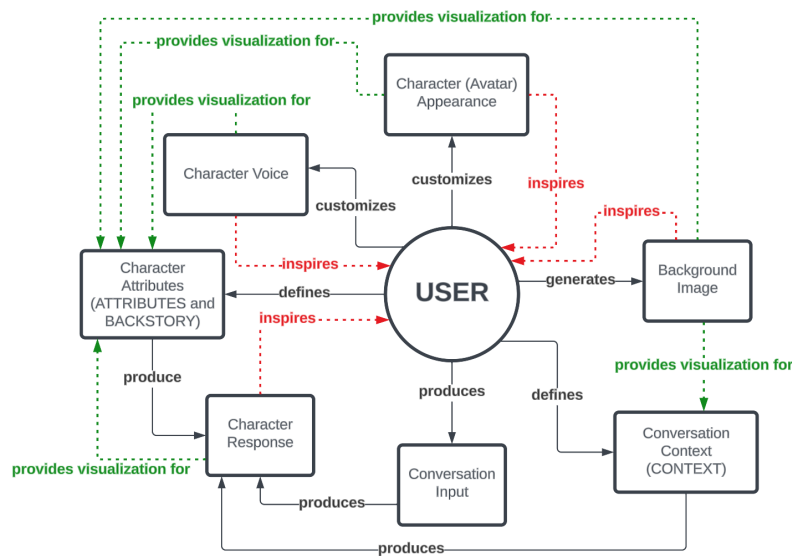 provides visualization for
provides visualization for
Character (Avatar)
Appearance
provides visualization for
Character Voice
customizes
inspires
customizes
inspires
Character
Attributes
(ATTRIBUTES and
BACKSTORY)
inspires
defines
USER
generates
Background
Image
inspires
produce
provides visualization for
produces
defines
Character
Response
provides visualization for
Conversation
Input
Conversation
Context
(CONTEXT)
produces
produces